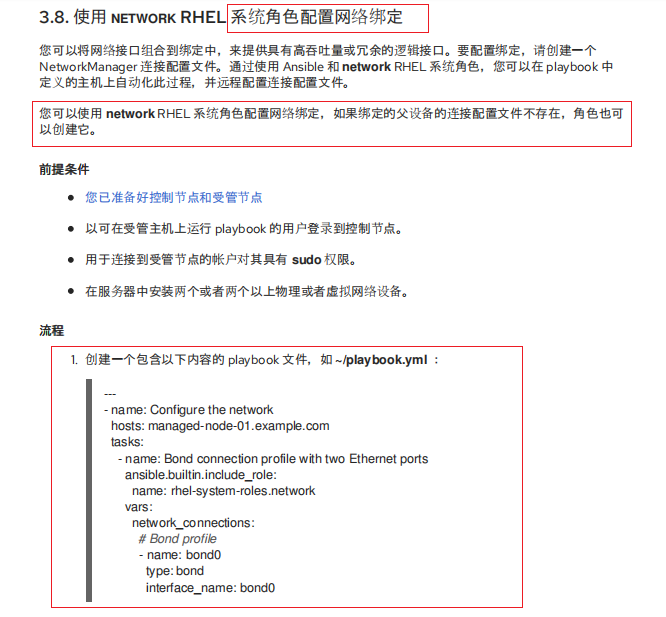 3.8. 使用 NETWORK RHEL 系统角色配置网络绑定
您可以将网络接口组合到绑定中，来提供具有高吞吐量或冗余的逻辑接口。要配置绑定，请创建一个
NetworkManager 连接配置文件。通过使用 Ansible 和 network RHEL 系统角色，您可以在 playbook 中
定义的主机上自动化此过程，并远程配置连接配置文件。
您可以使用 network RHEL 系统角色配置网络绑定，如果绑定的父设备的连接配置文件不存在，角色也可
以创建它。
前提条件
● 您已准备好控制节点和受管节点
● 以可在受管主机上运行 playbook 的用户登录到控制节点。
● 用于连接到受管节点的帐户对其具有 sudo 权限。
● 在服务器中安装两个或者两个以上物理或者虚拟网络设备。
流程
1. 创建一个包含以下内容的 playbook 文件，如 ~/playbook.yml ：
---
- name: Configure the network
hosts: managed-node-01.example.com
tasks:
- name: Bond connection profile with two Ethernet ports
ansible.builtin.include_role:
name: rhel-system-roles.network
vars:
network_connections:
# Bond profile
- name: bond0
type: bond
interface_name: bond0